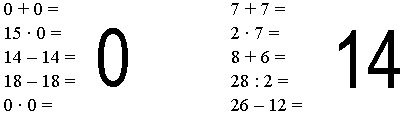 0 + 0 =
15 · 0 =
14 – 14 =
18 – 18 =
0 · 0 =
0
7 + 7 =
2 · 7 =
8 + 6 =
28 : 2 =
26 – 12 =
14